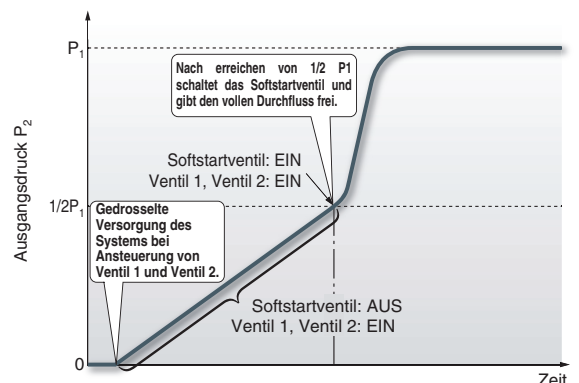 P1
Nach erreichen von 1/2 P1
schaltet das Softstartventil und
gibt den vollen Durchfluss frei.
Ausgangsdruck P2
Softstartventil: EIN
Ventil 1, Ventil 2: EIN
1/2P1
Gedrosselte
Versorgung des
Systems bei
Ansteuerung von
Ventil 1 und Ventil 2.
Softstartventil: AUS
Ventil 1, Ventil 2: EIN
0
Zeit